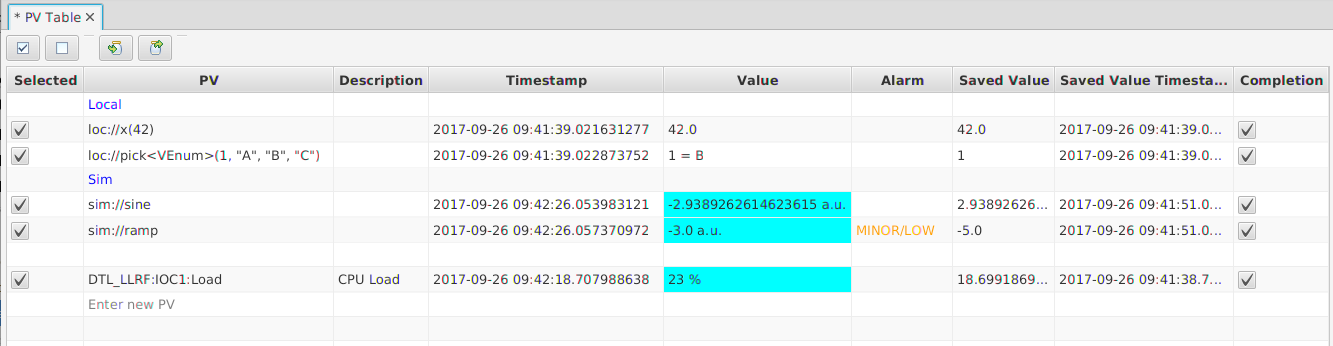 * PV Table ×
Selected PV Description Timestamp Value Alarm Saved Value Saved Value Timesta... Completion
Local
loc://x(42) 2017-09-26 09:41:39.021631277 42.0 42.0 2017-09-26 09:41:39.0...
loc://pick<VEnum>(1, "A", "B", "C") 2017-09-26 09:41:39.022873752 1 = B 1 2017-09-26 09:41:39.0...
Sim
sim://sine 2017-09-26 09:42:26.053983121 -2.9389262614623615 a.u. 2.93892626... 2017-09-26 09:41:51.0...
sim://ramp 2017-09-26 09:42:26.057370972 -3.0 a.u. MINOR/LOW -5.0 2017-09-26 09:41:51.0...
DTL_LLRF:IOC1:Load CPU Load 2017-09-26 09:42:18.707988638 23 % 18.6991869... 2017-09-26 09:41:38.7...
Enter new PV